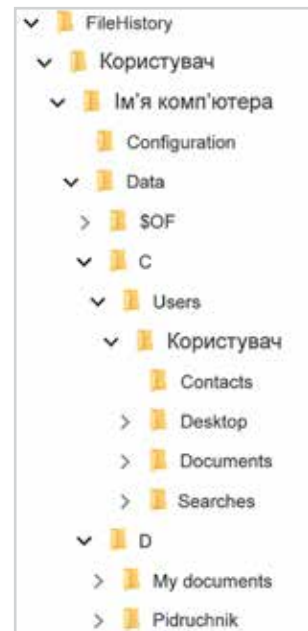 FileHistory
Користувач
Ім'я комп'ютера
Configuration
Data
$OF
C
Users
Користувач
Contacts
Desktop
Documents
Searches
D
My documents
Pidruchnik